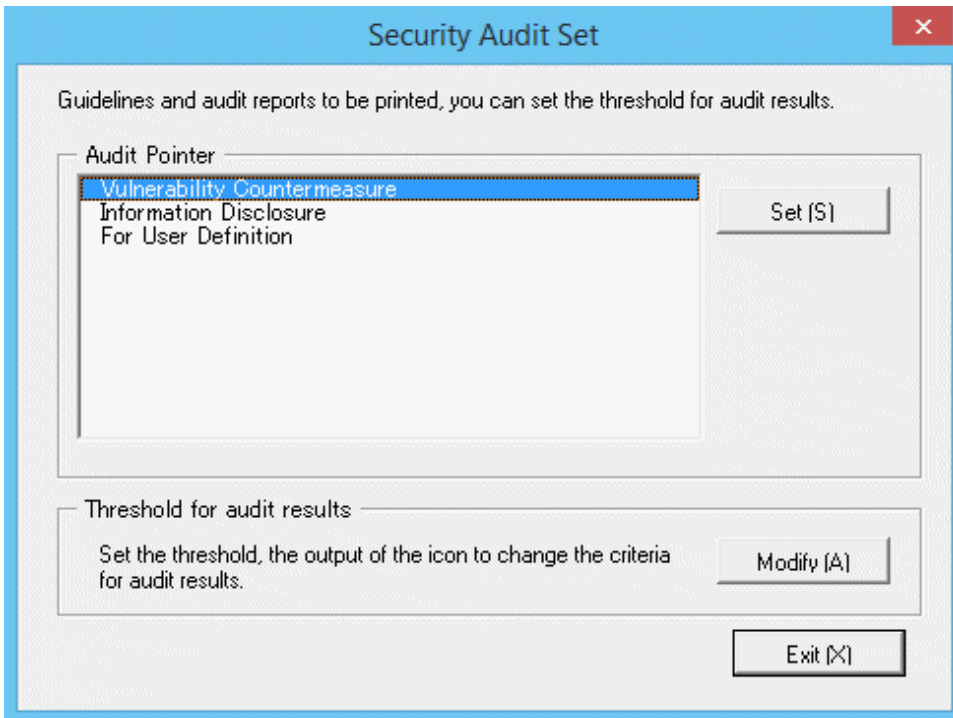 Security Audit Set
Guidelines and audit reports to be printed, you can set the threshold for audit results.
Audit Pointer
Vulnerability Countermeasure
Information Disclosure
For User Definition
Set (S)
Threshold for audit results
Set the threshold, the output of the icon to change the criteria
for audit results.
Modify (A)
Exit (X)